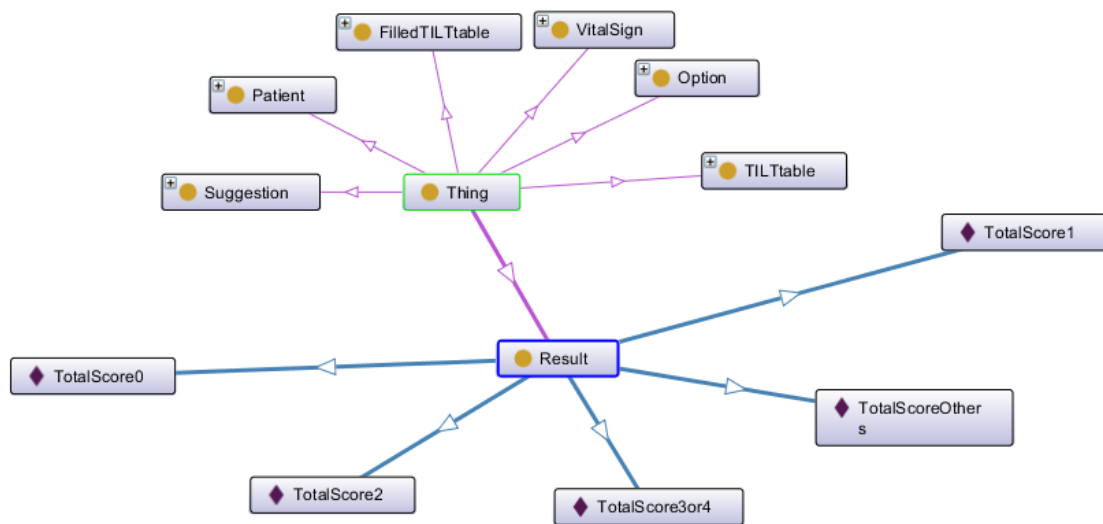 FilledTILTtable
VitalSign
Option
Patient
TILTtable
Suggestion
Thing
TotalScore1
Result
TotalScore0
TotalScoreOther
s
TotalScore2
TotalScore3or4